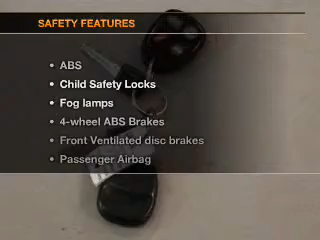 SAFETY FEATURES
• ABS
• Child Safety Locks
• Fog lamps
• 4-wheel ABS Brakes
• Front Ventilated disc brakes
• Passenger Airbag